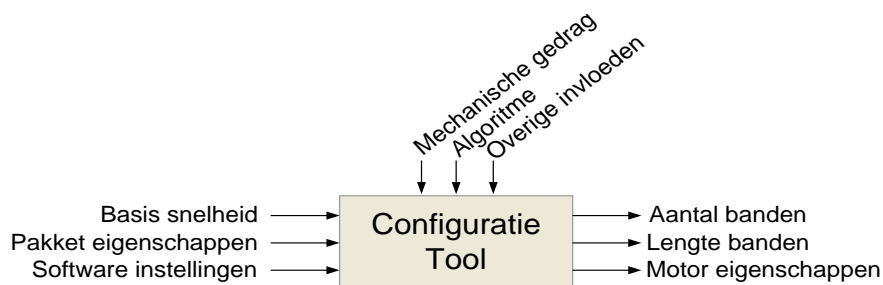 Mechanische gedrag
Algoritme
Overige invloeden
Basis snelheid
Pakket eigenschappen
Software instellingen
Configuratie
Tool
Aantal banden
Lengte banden
Motor eigenschappen